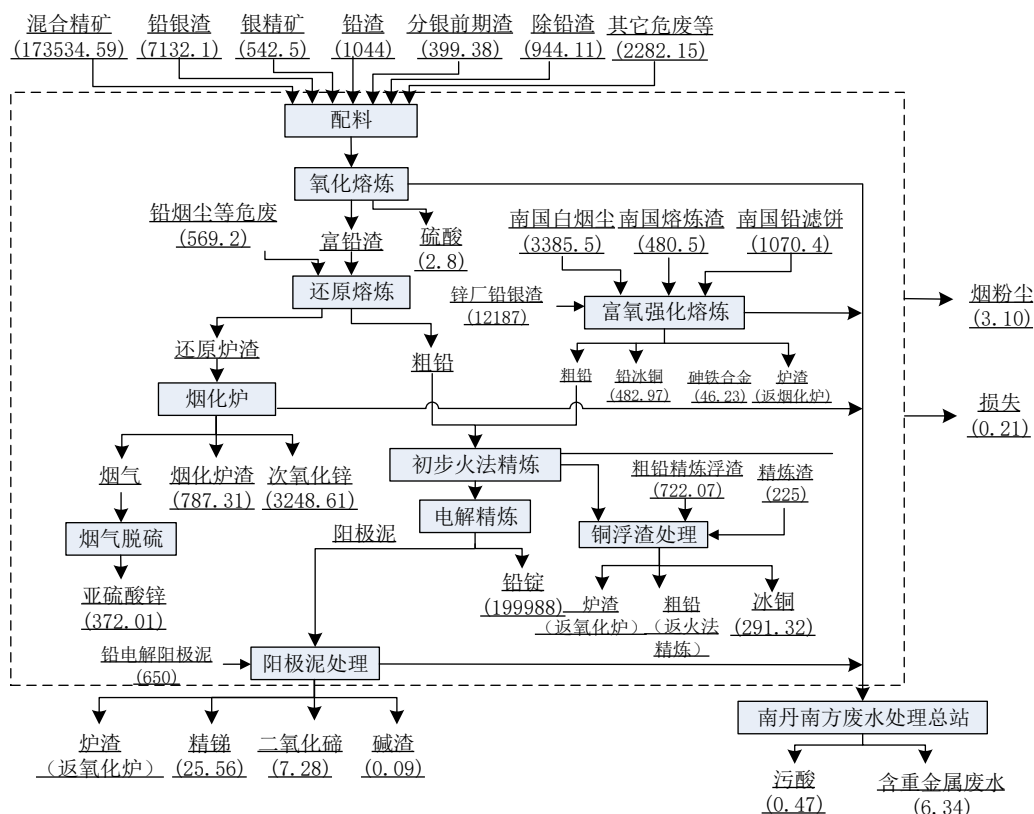 混合精矿
(173534.59)
铅银渣
(7132.1)
银精矿
(542.5)
铅渣
(1044)
分银前期渣
(399.38)
除铅渣
(944.11)
其它危废等
(2282.15)
配料
氧化熔炼
铅烟尘等危废
(569.2)
富铅渣
硫酸
(2.8)
南国白烟尘
(3385.5)
南国熔炼渣
(480.5)
南国铅滤饼
(1070.4)
还原熔炼
锌厂铅银渣
(12187)
富氧强化熔炼
烟粉尘
(3.10)
还原炉渣
粗铅
粗铅
铅冰铜
(482.97)
砷铁合金
(46.23)
炉渣
(返烟化炉)
烟化炉
损失
(0.21)
烟气
烟化炉渣
(787.31)
次氧化锌
(3248.61)
初步火法精炼
粗铅精炼浮渣
(722.07)
精炼渣
(225)
电解精炼
烟气脱硫
阳极泥
铜浮渣处理
亚硫酸锌
(372.01)
铅锭
(199988)
炉渣
（返氧化炉）
粗铅
（返火法
精炼）
冰铜
(291.32)
铅电解阳极泥
(650)
阳极泥处理
南丹南方废水处理总站
炉渣
（返氧化炉）
精锑
(25.56)
二氧化碲
(7.28)
碱渣
(0.09)
污酸
(0.47)
含重金属废水
(6.34)